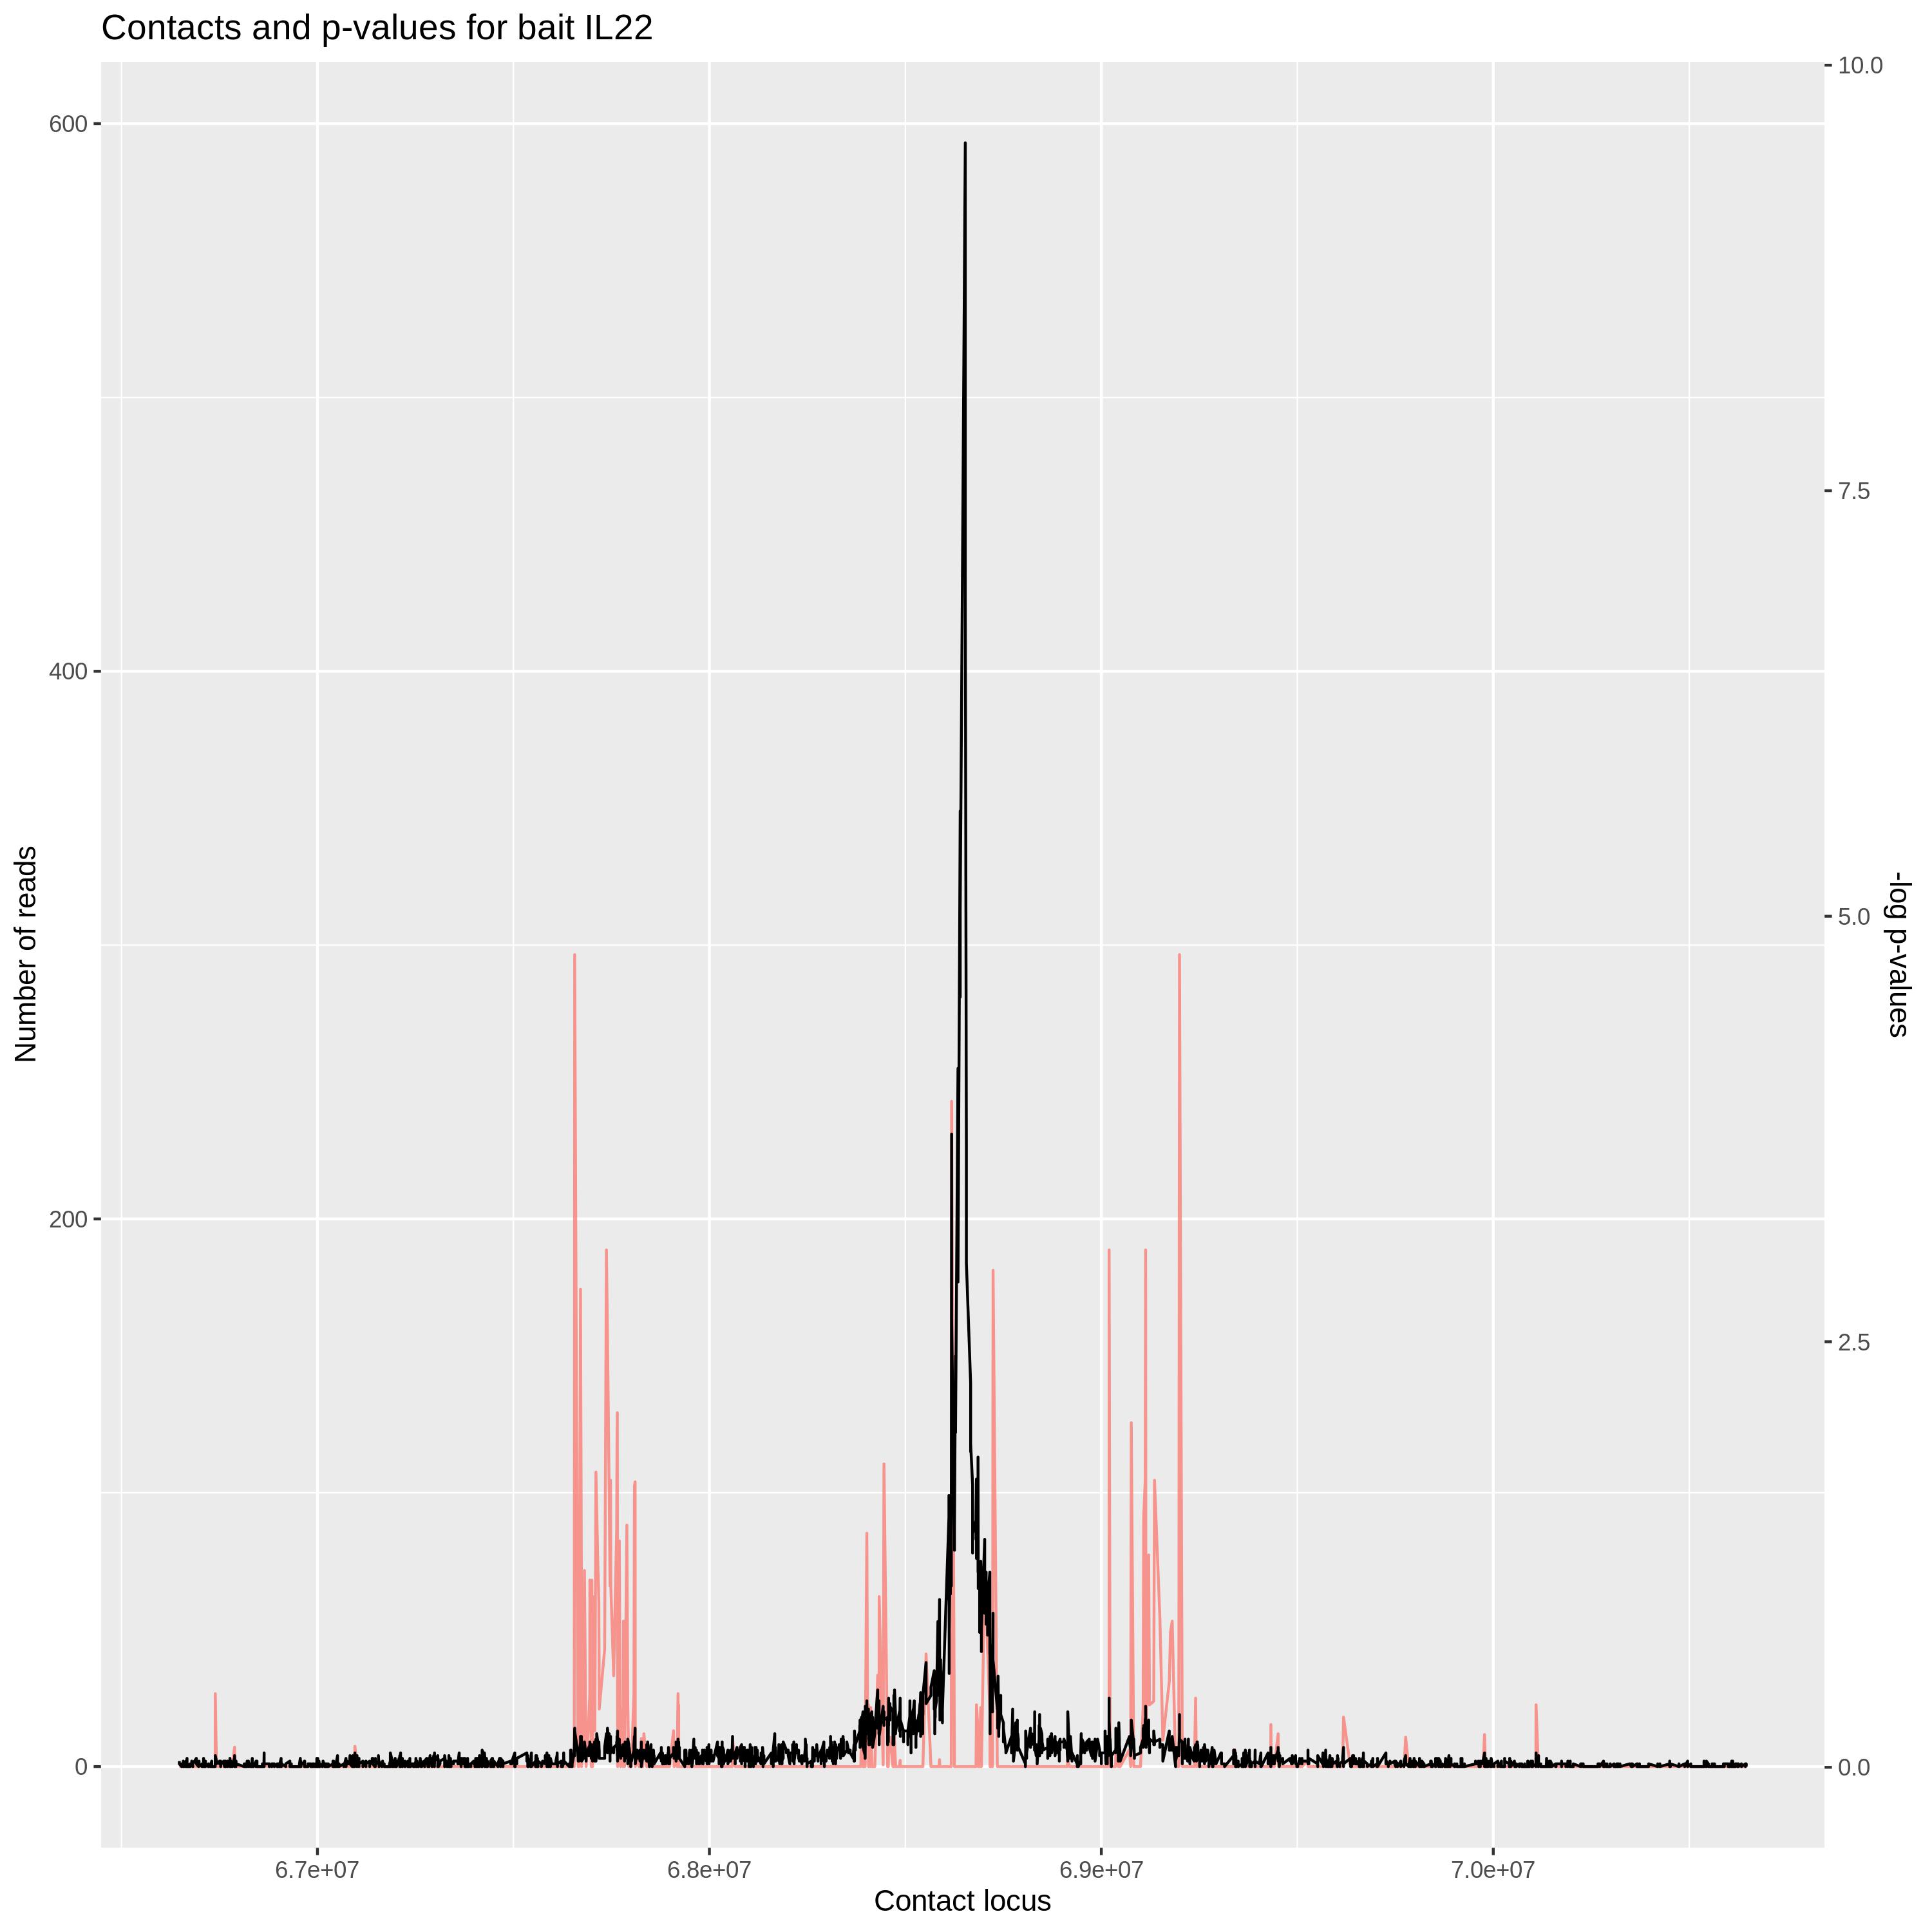 Contacts and p-values for bait IL22
600
400
200
0
Number of reads
10.0
7.5
5.0
2.5
0.0
-log p-values
6.7e+07
6.8e+07
6.9e+07
7.0e+07
Contact locus